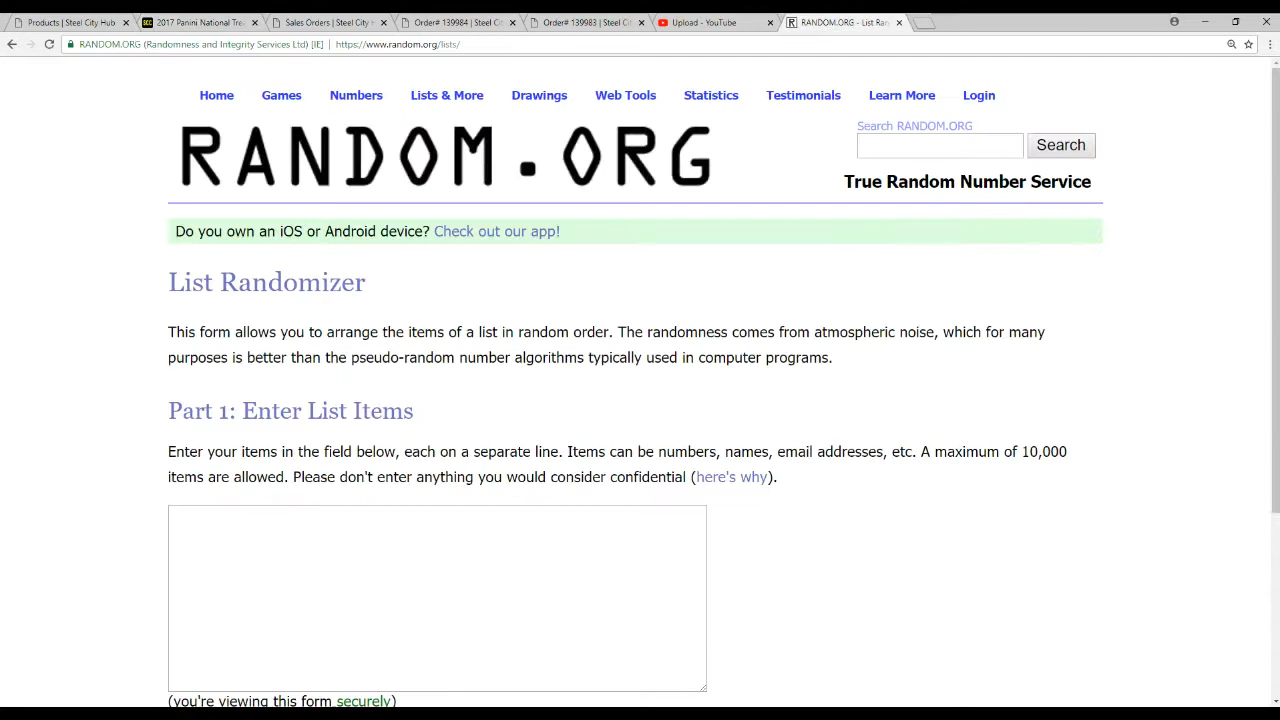 Products | Steel City Hub
2017 Panini National Trea
Sales Orders | Steel City H
Order# 139984 | Steel C
Order# 139983 | Steel C
Upload - YouTube
RANDOM.ORG - List Ran
RANDOM.ORG (Randomness and Integrity Services Ltd) [IE] | https://www.random.org/lists/
Home Games Numbers Lists & More Drawings Web Tools Statistics Testimonials Learn More Login
RANDOM.ORG
Search RANDOM.ORG
Search
True Random Number Service
Do you own an iOS or Android device? Check out our app!
List Randomizer
This form allows you to arrange the items of a list in random order. The randomness comes from atmospheric noise, which for many
purposes is better than the pseudo-random number algorithms typically used in computer programs.
Part 1: Enter List Items
Enter your items in the field below, each on a separate line. Items can be numbers, names, email addresses, etc. A maximum of 10,000
items are allowed. Please don't enter anything you would consider confidential (here's why).
(you're viewing this form securely)